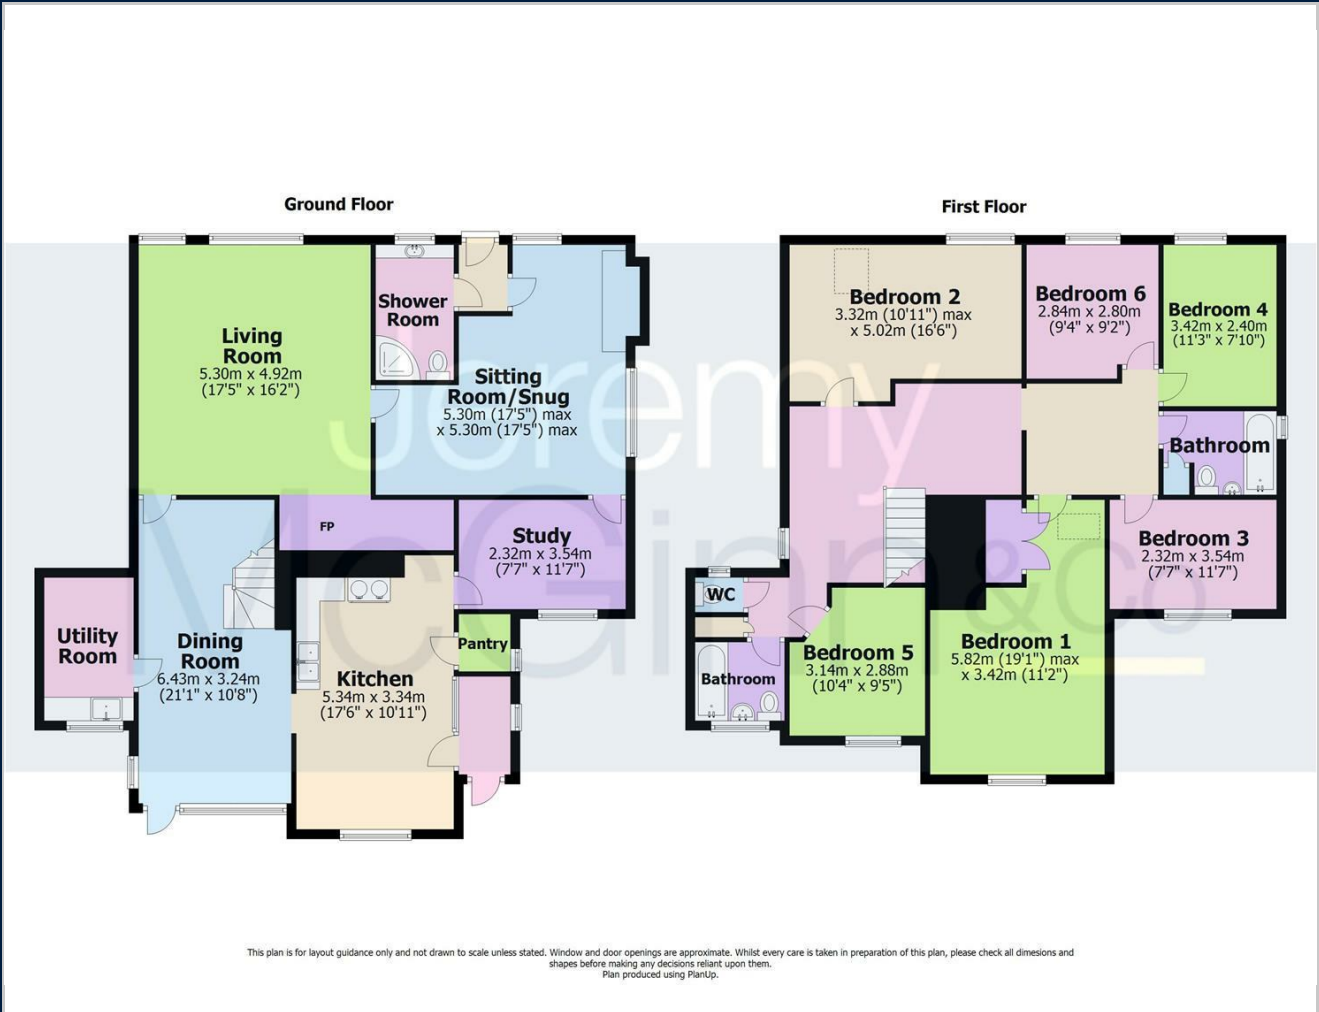 Ground Floor
First Floor
Living
Room
5.30m x 4.92m
(17'5" x 16'2")
Shower
Room
Sitting
Room/Snug
5.30m (17'5") max
x 5.30m (17'5") max
FP
Study
2.32m x 3.54m
(7'7" x 11'7")
Utility
Room
Dining
Room
6.43m x 3.24m
(21'1" x 10'8")
Kitchen
5.34m x 3.34m
(17'6" x 10'11")
Pantry
Bedroom 2
3.32m (10'11") max
x 5.02m (16'6")
Bedroom 6
2.84m x 2.80m
(9'4" x 9'2")
Bedroom 4
3.42m x 2.40m
(11'3" x 7'10")
Bathroom
Bedroom 3
2.32m x 3.54m
(7'7" x 11'7")
WC
Bathroom
Bedroom 5
3.14m x 2.88m
(10'4" x 9'5")
Bedroom 1
5.82m (19'1") max
x 3.42m (11'2")
Jeremy
McGinn & Co
This plan is for layout guidance only and not drawn to scale unless stated. Window and door openings are approximate. Whilst every care is taken in preparation of this plan, please check all dimesions and
shapes before making any decisions reliant upon them.
Plan produced using PlanUp.